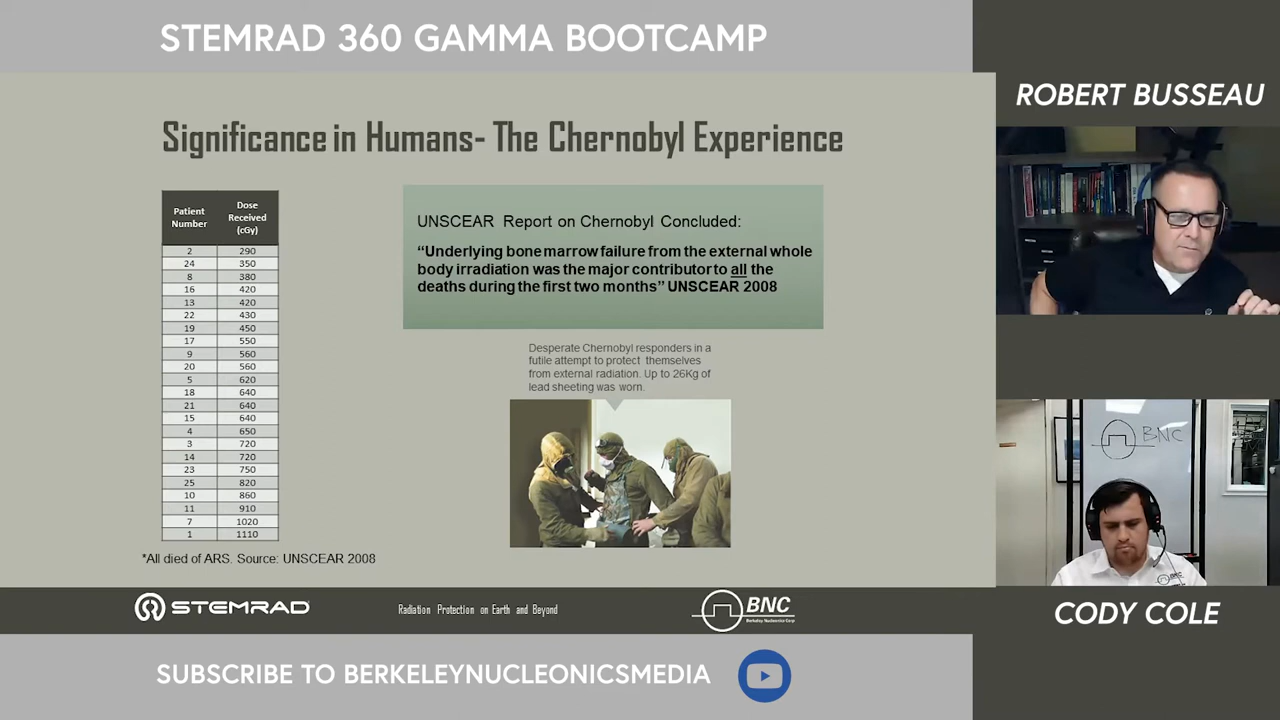 STEMRAD 360 GAMMA BOOTCAMP
ROBERT BUSSEAU
Significance in Humans- The Chernobyl Experience
Patient Number Dose Received (cGy)
2 290
24 350
8 380
16 420
13 420
22 430
19 450
17 550
9 560
20 560
5 620
18 640
21 640
15 640
4 650
3 720
14 720
23 750
25 820
10 860
11 910
7 1020
1 1110
*All died of ARS. Source: UNSCEAR 2008
UNSCEAR Report on Chernobyl Concluded:
“Underlying bone marrow failure from the external whole
body irradiation was the major contributor to all the
deaths during the first two months” UNSCEAR 2008
Desperate Chernobyl responders in a
futile attempt to protect themselves
from external radiation. Up to 26Kg of
lead sheeting was worn.
BNC
CODY COLE
STEMRAD
Radiation Protection on Earth and Beyond
BNC
Berkeley Nucleonics Corp
SUBSCRIBE TO BERKELEYNUCLEONICSMEDIA